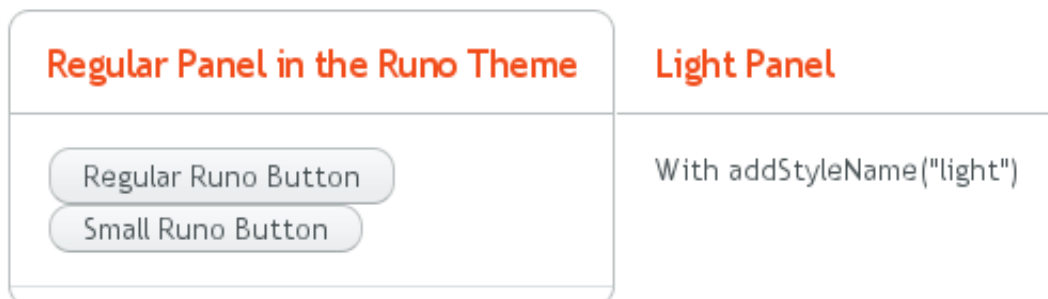 Regular Panel in the Runo Theme
Regular Runo Button
Small Runo Button
Light Panel
With addStyleName("light")